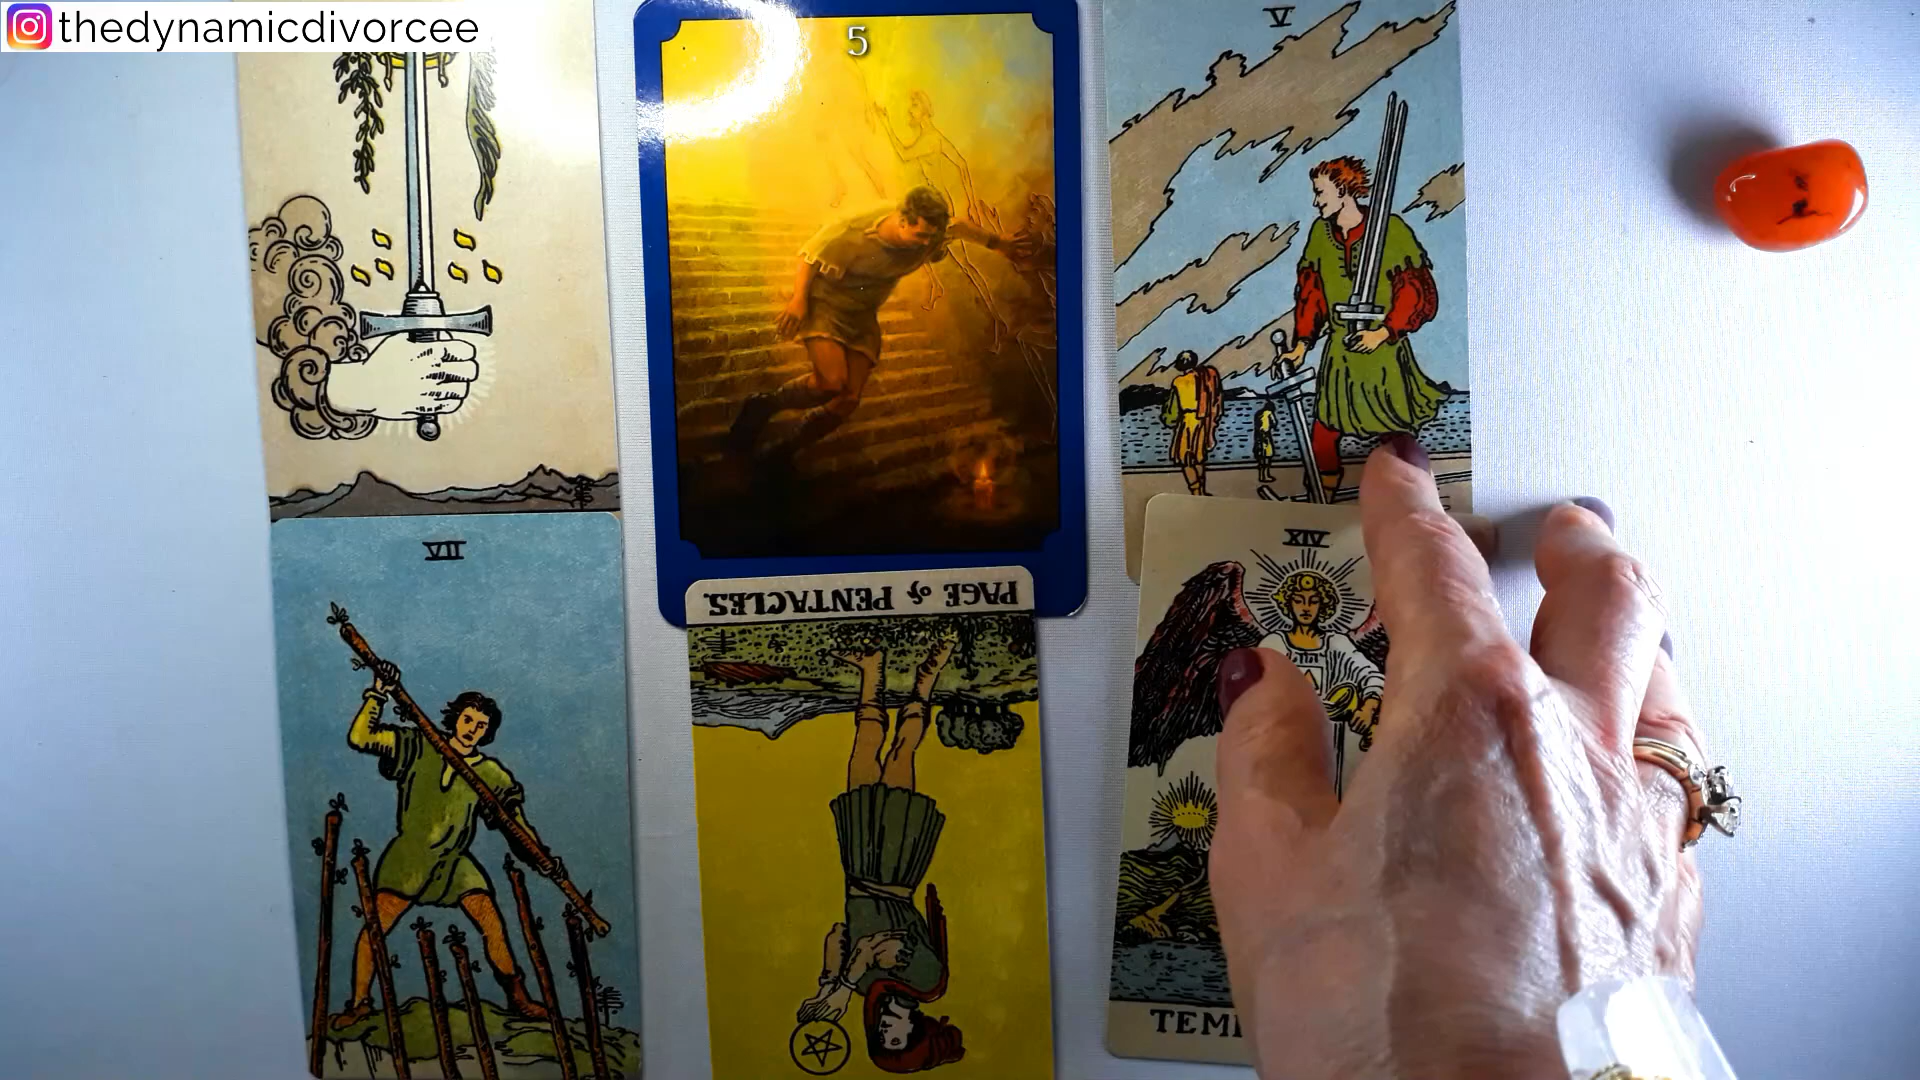 thedynamicdivorcee
5
V
VII
PAGE of PENTACLES.
XIV
TEM